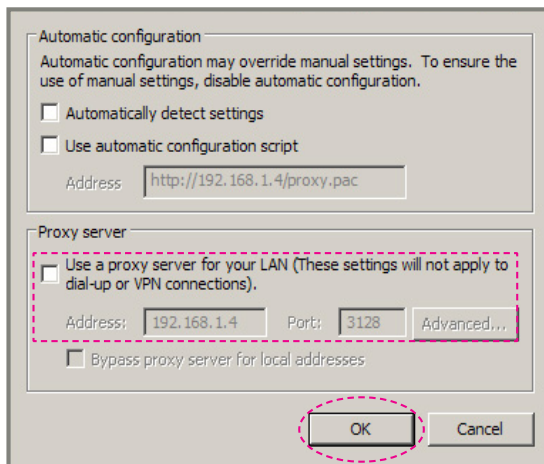 Automatic configuration
Automatic configuration may override manual settings.  To ensure the
use of manual settings, disable automatic configuration.
Automatically detect settings
Use automatic configuration script
Address http://192.168.1.4/proxy.pac
Proxy server
Use a proxy server for your LAN (These settings will not apply to
dial-up or VPN connections).
Address: 192.168.1.4 Port: 3128 Advanced...
Bypass proxy server for local addresses
OK Cancel